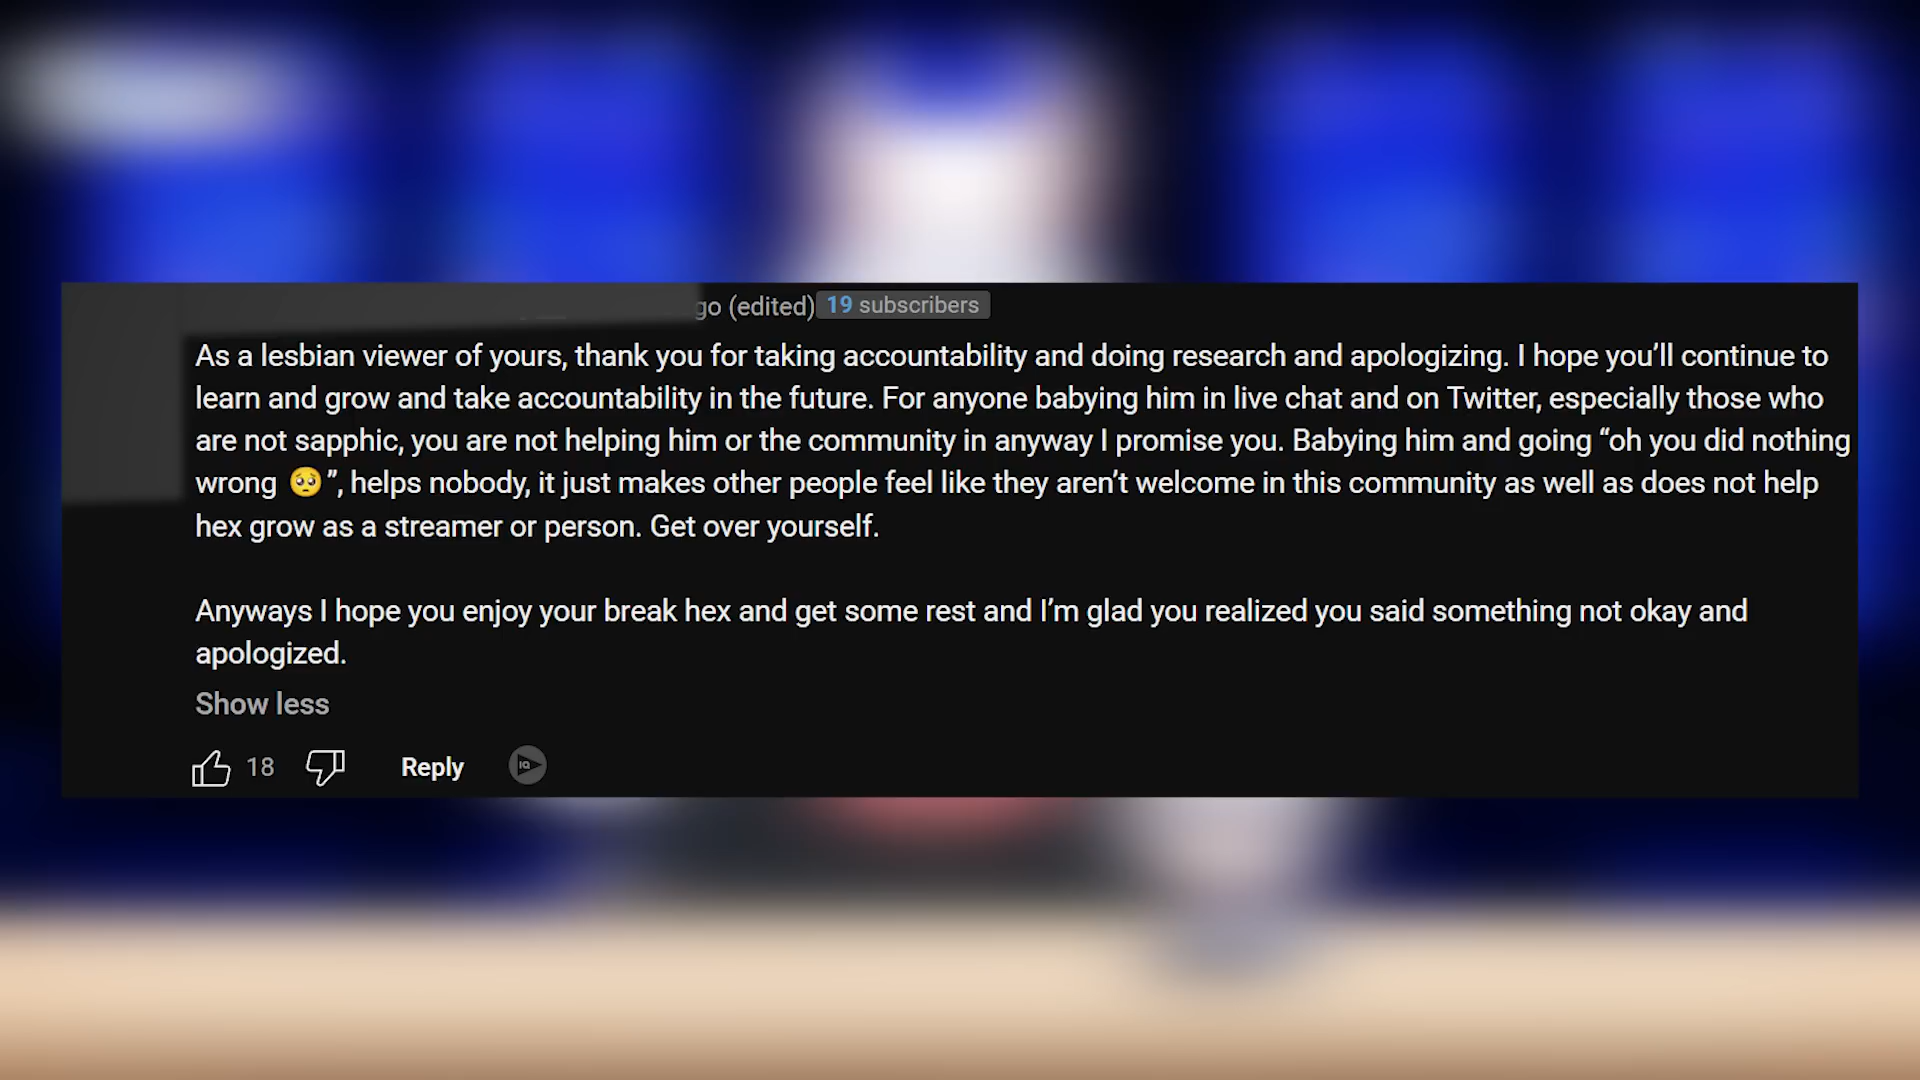 go (edited) 19 subscribers
As a lesbian viewer of yours, thank you for taking accountability and doing research and apologizing. I hope you’ll continue to
learn and grow and take accountability in the future. For anyone babying him in live chat and on Twitter, especially those who
are not sapphic, you are not helping him or the community in anyway I promise you. Babying him and going “oh you did nothing
wrong 🥺”, helps nobody, it just makes other people feel like they aren’t welcome in this community as well as does not help
hex grow as a streamer or person. Get over yourself.
Anyways I hope you enjoy your break hex and get some rest and I’m glad you realized you said something not okay and
apologized.
Show less
18 Reply IQ